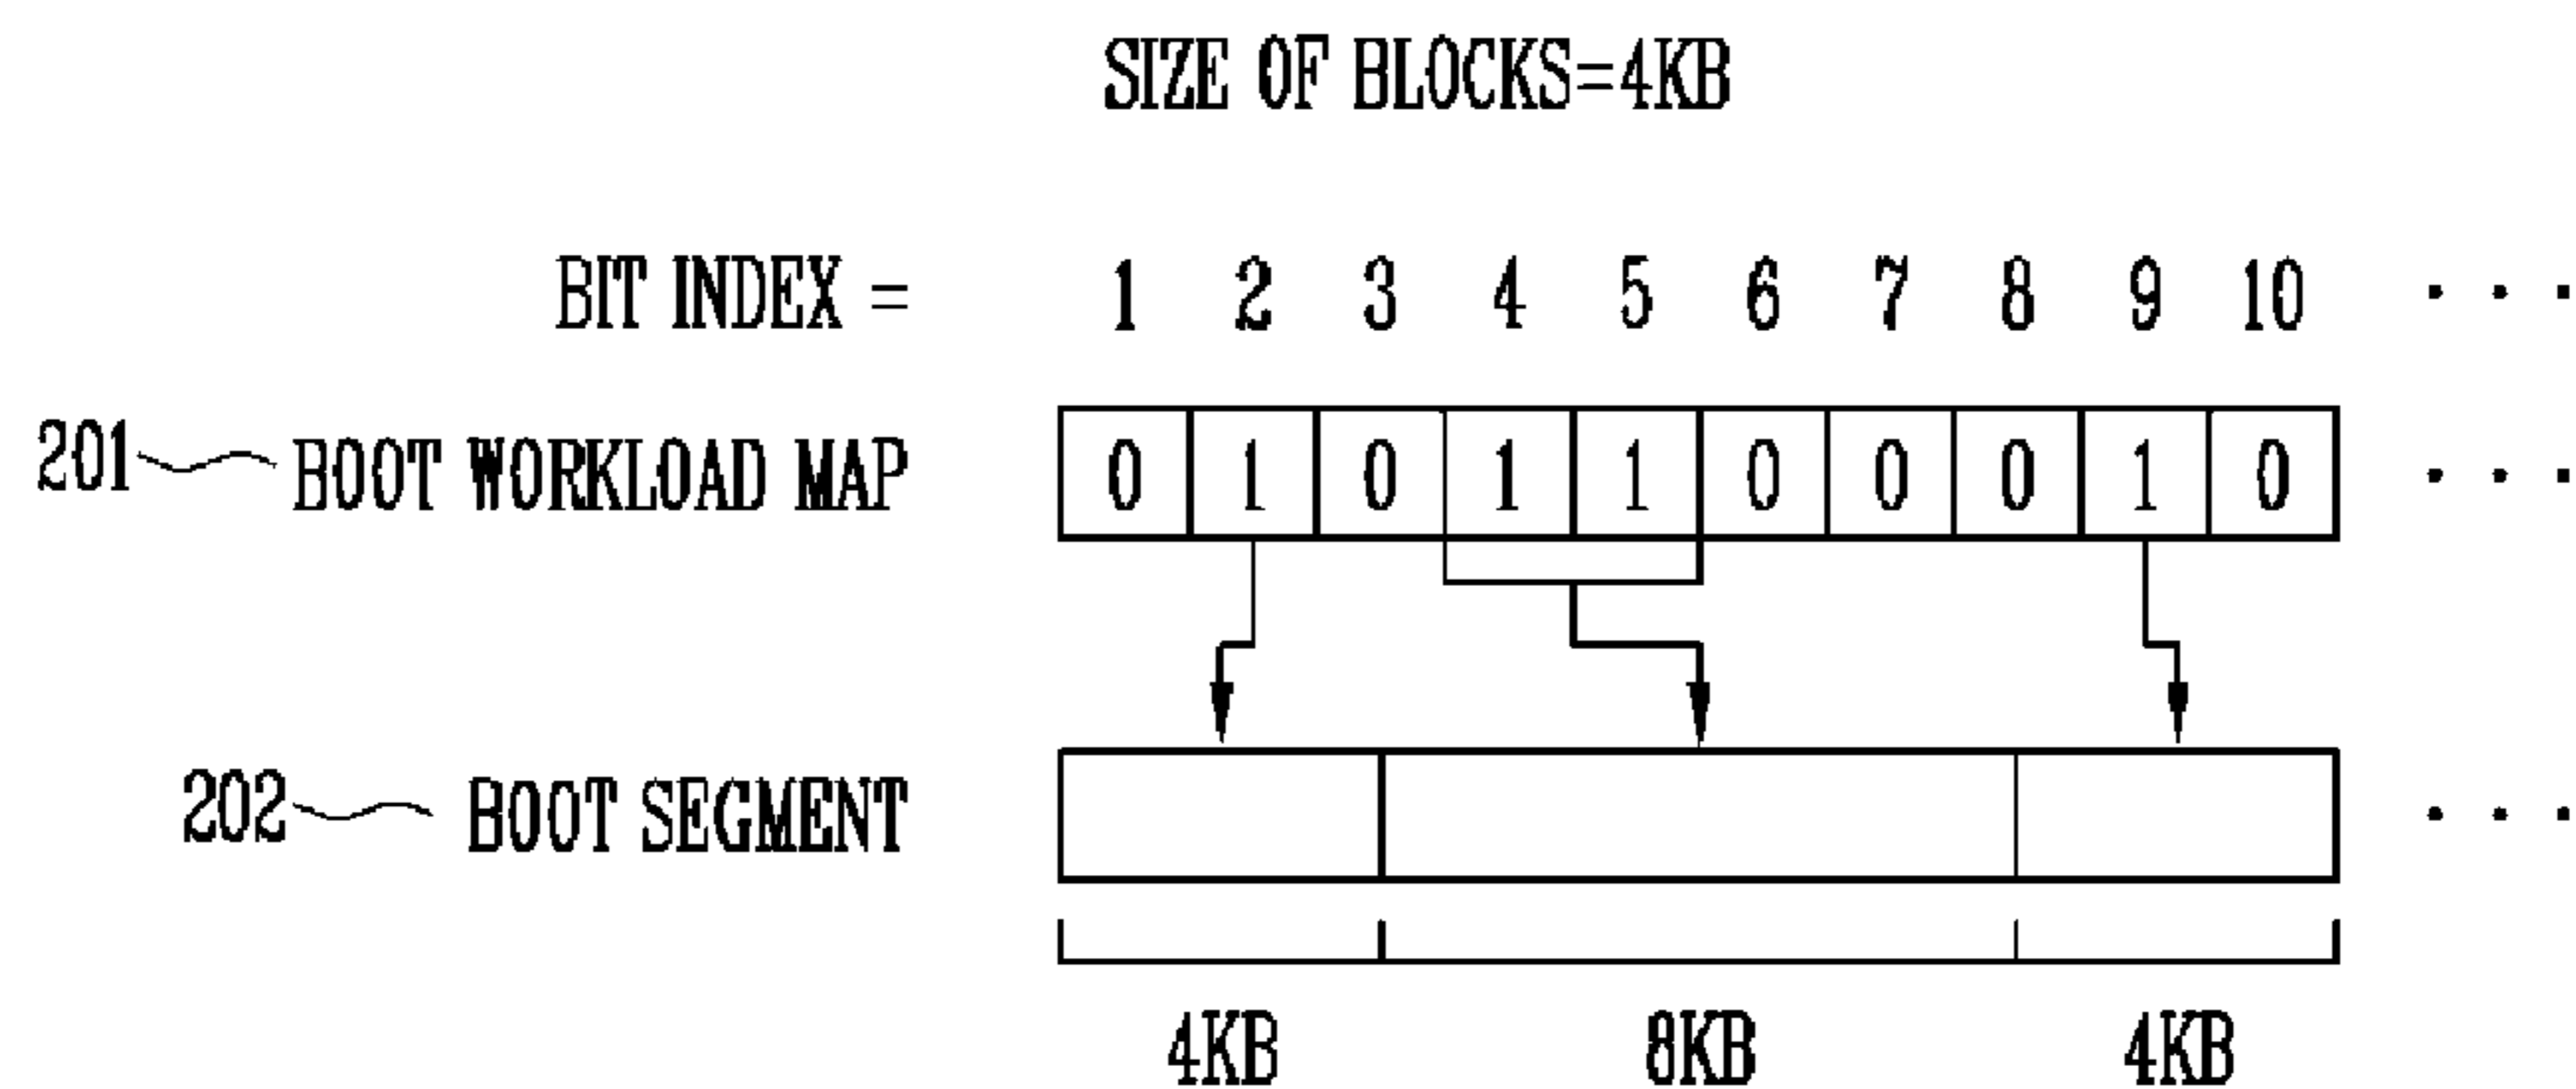 SIZE OF BLOCKS=4KB
BIT INDEX = 1 2 3 4 5 6 7 8 9 10 . . .
201 BOOT WORKLOAD MAP 0 1 0 1 1 0 0 0 1 0 . . .
202 BOOT SEGMENT . . .
4KB 8KB 4KB